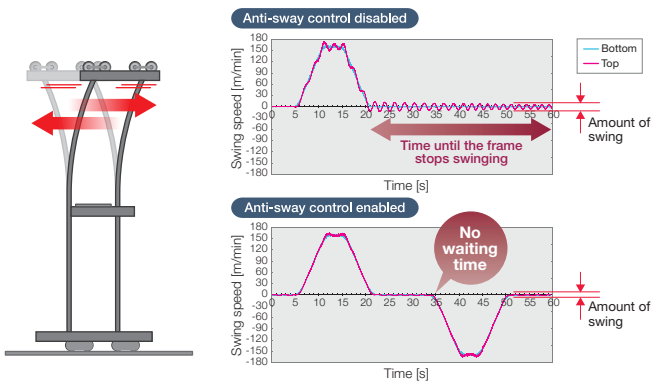 Anti-sway control disabled
Swing speed [m/min]
180
150
120
90
60
30
0
-30
-60
-90
-120
-150
-180
0 5 10 15 20 25 30 35 40 45 50 55 60
Time until the frame
stops swinging
Time [s]
Bottom
Top
Amount of
swing
Anti-sway control enabled
Swing speed [m/min]
180
150
120
90
60
30
0
-30
-60
-90
-120
-150
-180
0 5 10 15 20 25 30 35 40 45 50 55 60
No
waiting
time
Time [s]
Amount of
swing